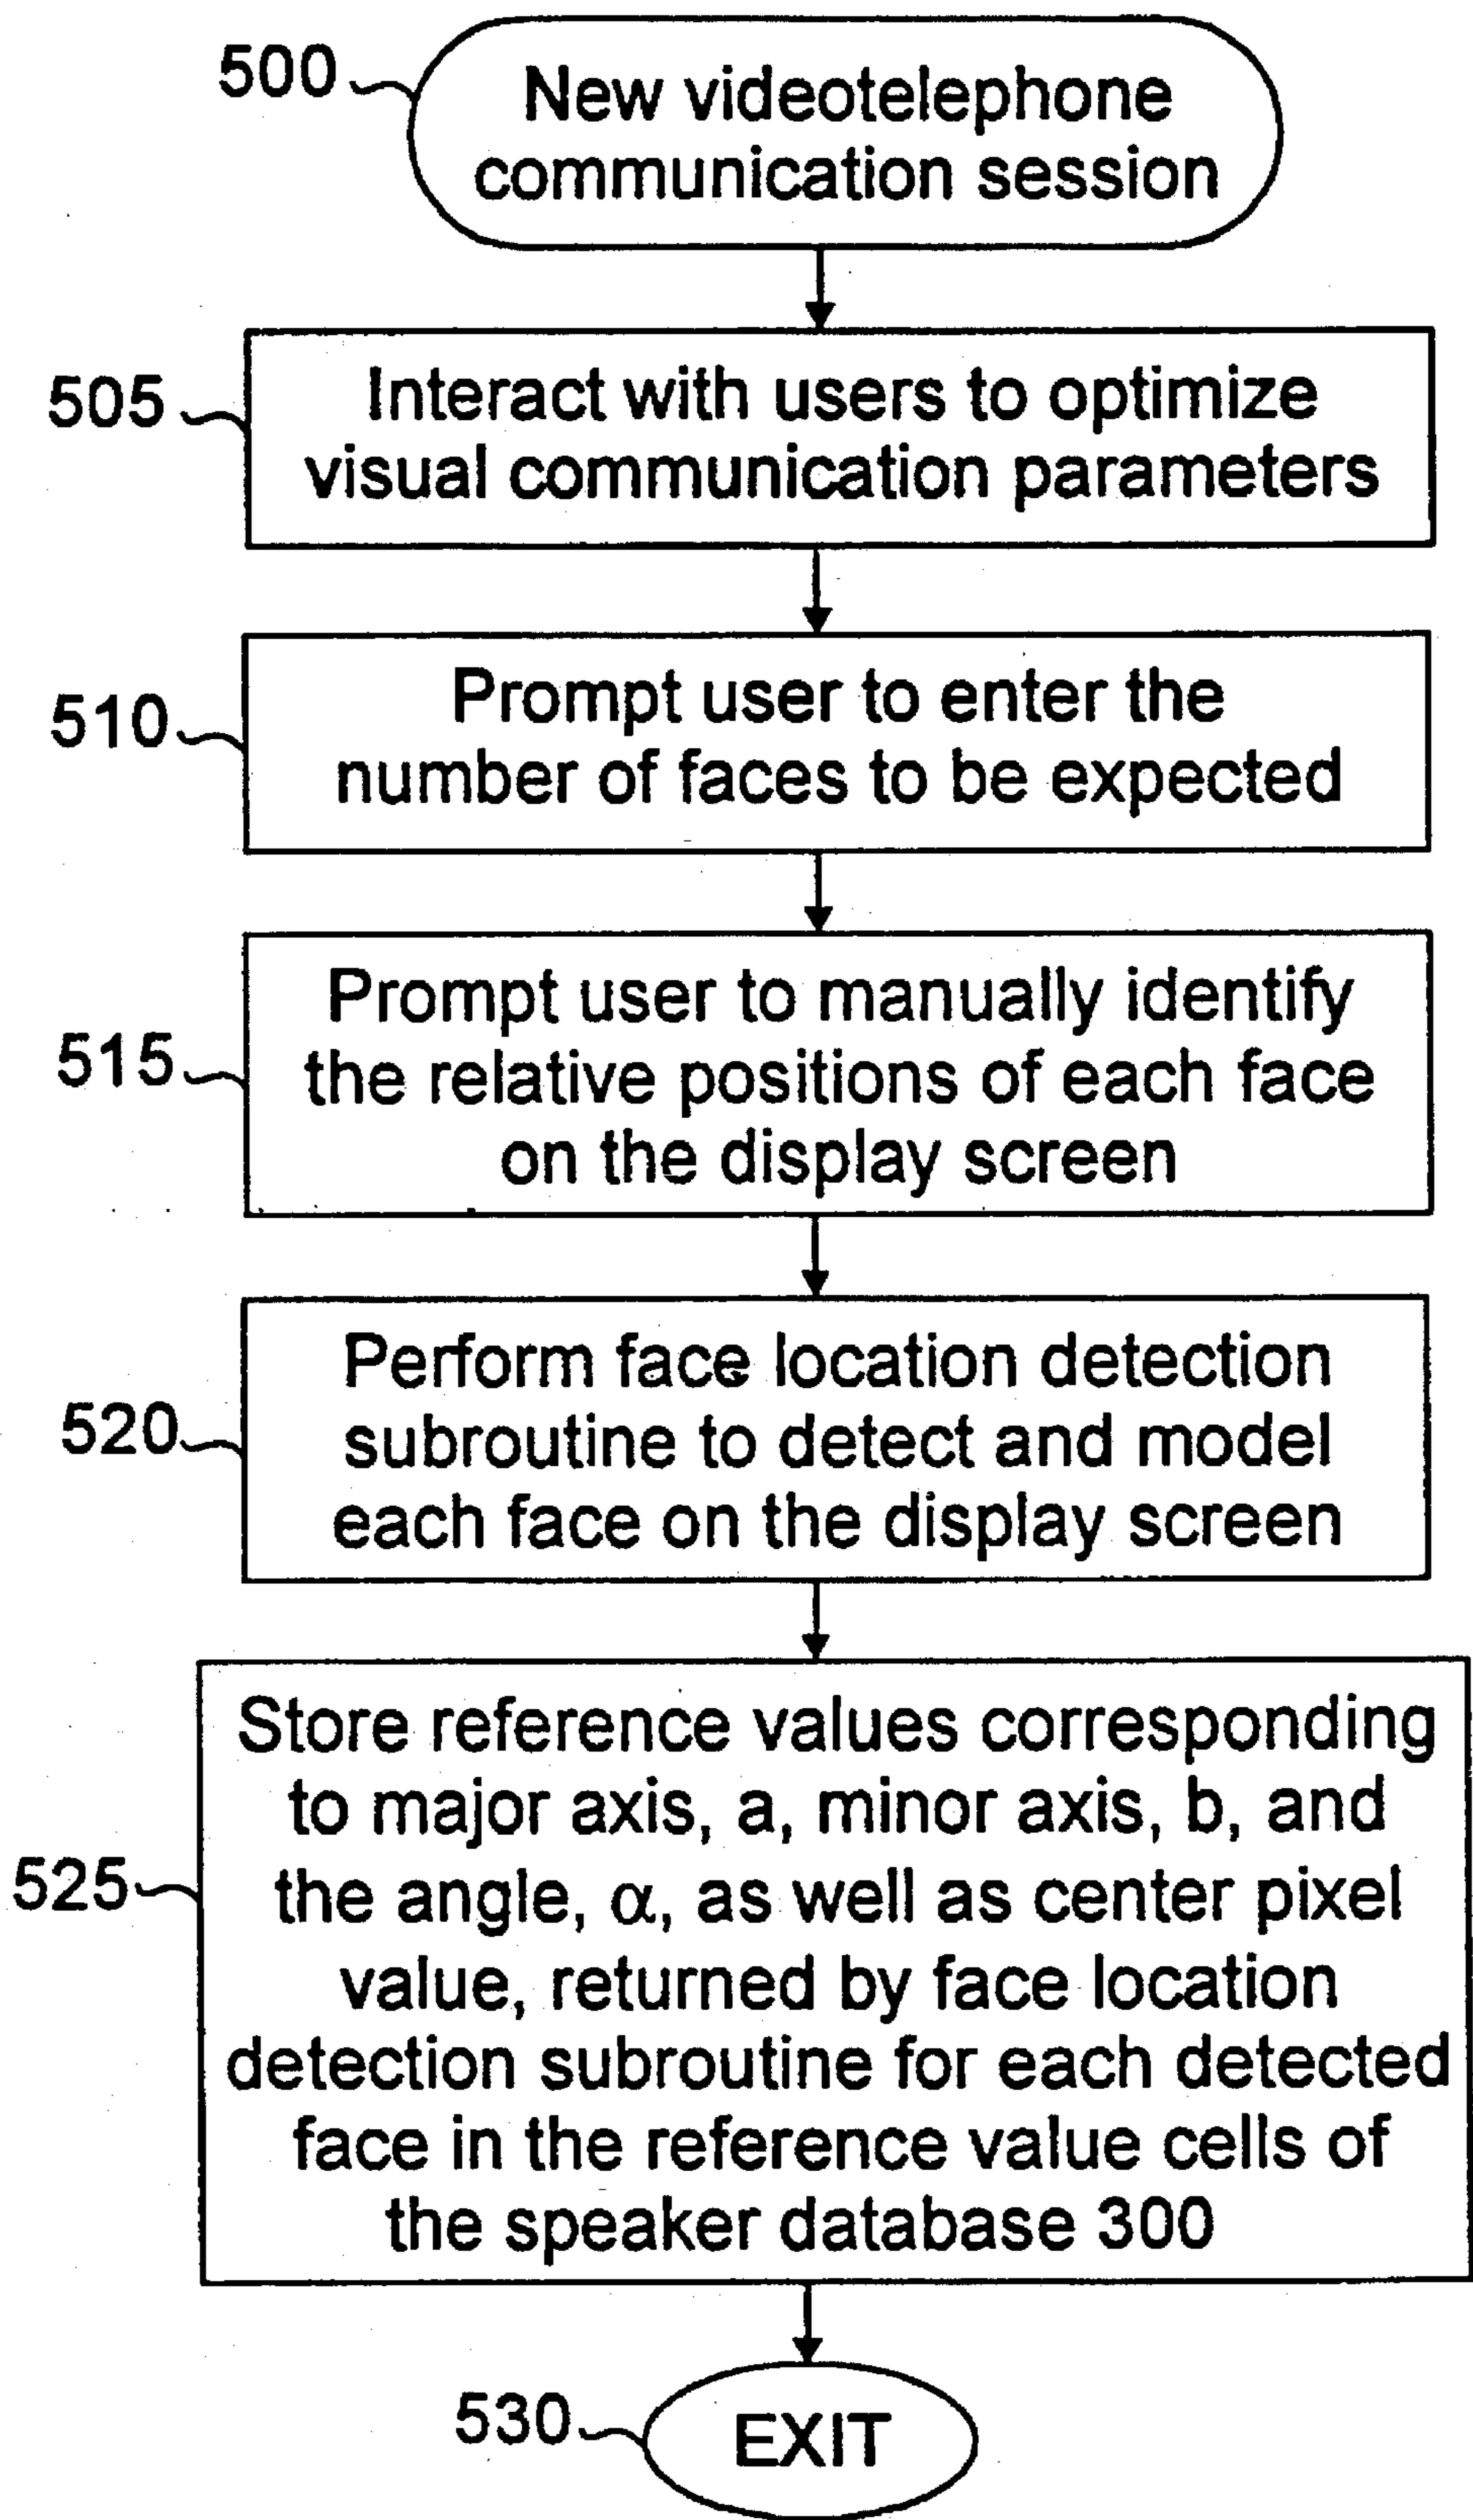 500
New videotelephone
communication session
505
Interact with users to optimize
visual communication parameters
510
Prompt user to enter the
number of faces to be expected
515
Prompt user to manually identify
the relative positions of each face
on the display screen
520
Perform face location detection
subroutine to detect and model
each face on the display screen
525
Store reference values corresponding
to major axis, a, minor axis, b, and
the angle, α, as well as center pixel
value, returned by face location
detection subroutine for each detected
face in the reference value cells of
the speaker database 300
530
EXIT